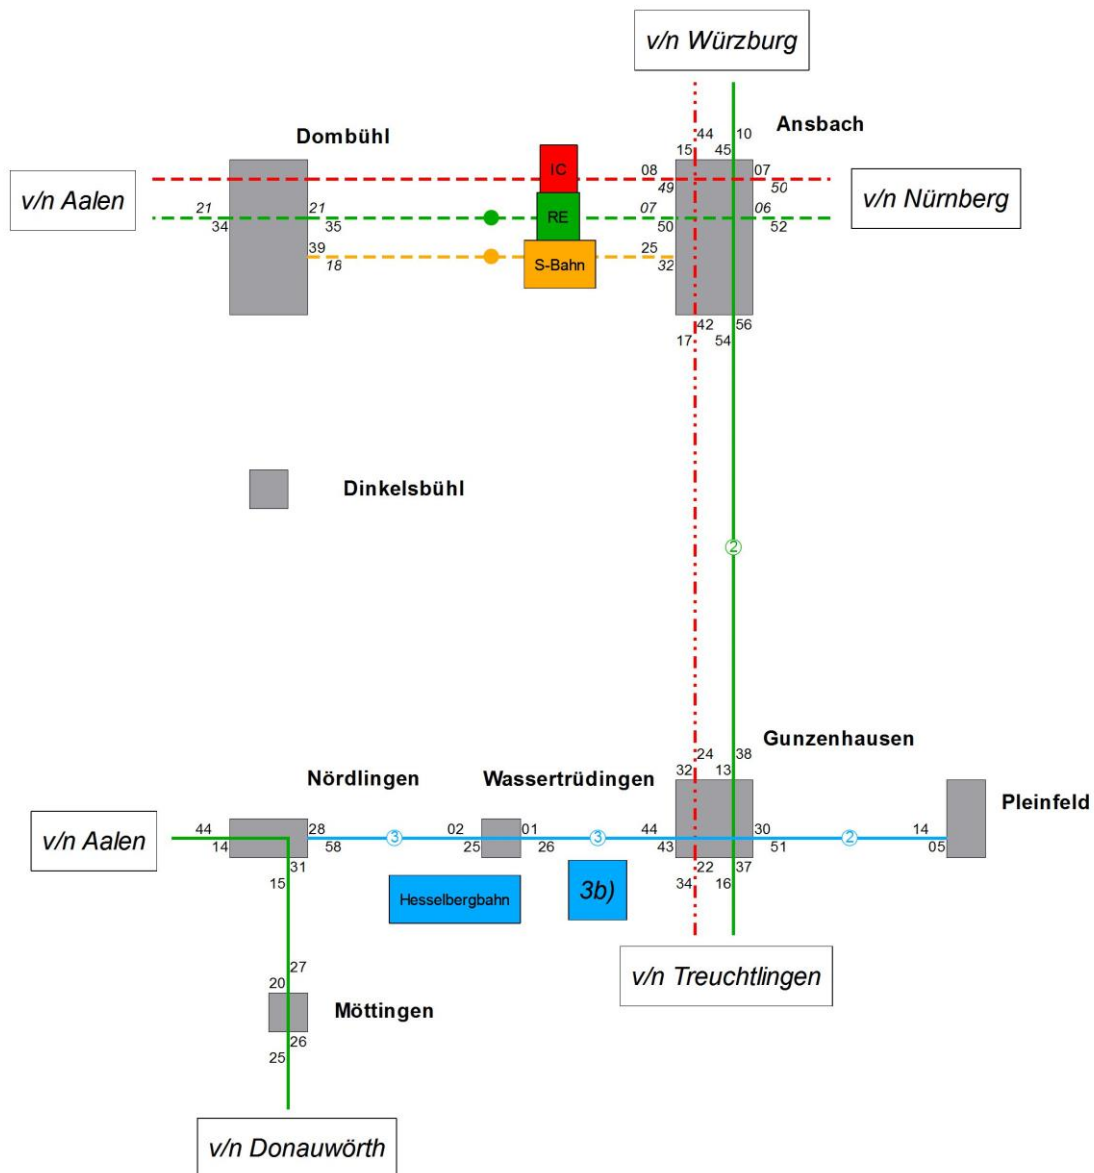 v/n Würzburg
44 10
Dombühl
Ansbach
15 45
IC
08 07
49 50
v/n Aalen
21 21
RE
07 06
34 35
50 52
v/n Nürnberg
39
18
S-Bahn
25
32
42 56
17 54
Dinkelsbühl
2
Gunzenhausen
24 38
32 13
Nördlingen
Wassertrüdingen
Pleinfeld
v/n Aalen
44 28
3
02 01
3
44 30
2
14
14 58
25 26
43 51
05
31
15
22 37
34 16
Hesselbergbahn
3b)
27
20
v/n Treuchtlingen
Möttingen
26
25
v/n Donauwörth